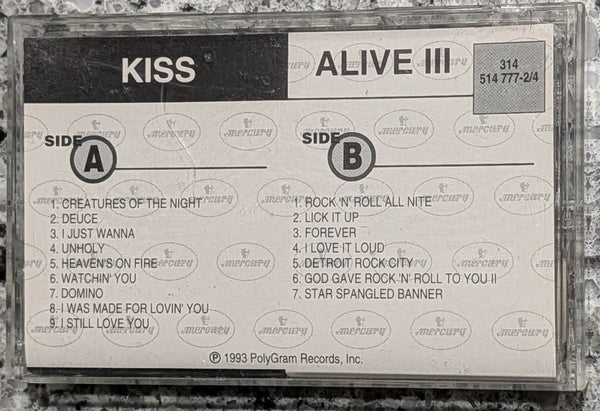 KISS
ALIVE III
314
514 777-2/4
SIDE A
1. CREATURES OF THE NIGHT
2. DEUCE
3. I JUST WANNA
4. UNHOLY
5. HEAVEN'S ON FIRE
6. WATCHIN' YOU
7. DOMINO
8. I WAS MADE FOR LOVIN' YOU
9. I STILL LOVE YOU
SIDE B
1. ROCK 'N' ROLL ALL NITE
2. LICK IT UP
3. FOREVER
4. I LOVE IT LOUD
5. DETROIT ROCK CITY
6. GOD GAVE ROCK 'N' ROLL TO YOU II
7. STAR SPANGLED BANNER
℗ 1993 PolyGram Records, Inc.
mercury